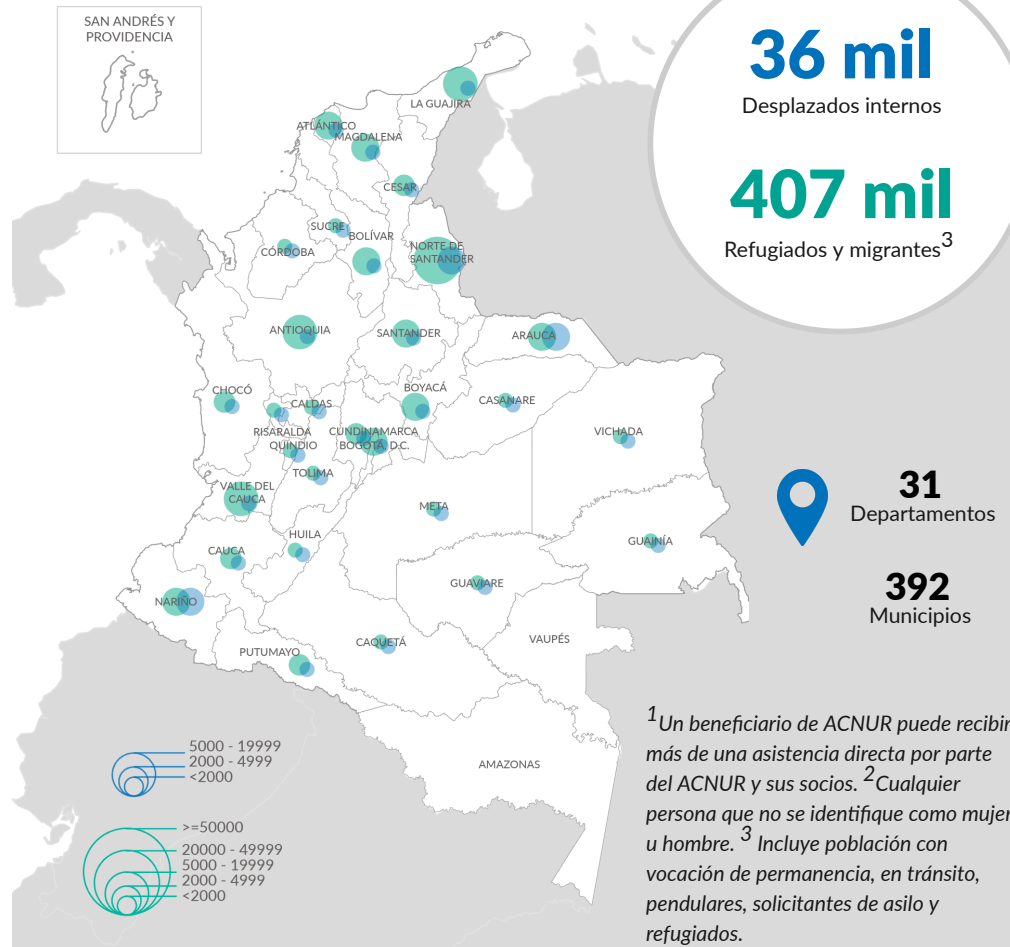 SAN ANDRÉS Y
PROVIDENCIA
36 mil
Desplazados internos
407 mil
Refugiados y migrantes3
LA GUAJIRA
ATLÁNTICO
MAGDALENA
CESAR
SUCRE
BOLÍVAR
CÓRDOBA
NORTE DE
SANTANDER
ANTIOQUIA
SANTANDER
ARAUCA
CHOCÓ
CALDAS
BOYACÁ
CASANARE
RISARALDA
CUNDINAMARCA
QUINDIO
BOGOTÁ, D.C.
VICHADA
TOLIMA
VALLE DEL
CAUCA
META
CAUCA
HUILA
GUAINÍA
NARIÑO
GUAVIARE
PUTUMAYO
CAQUETÁ
VAUPÉS
AMAZONAS
31
Departamentos
392
Municipios
5000 - 19999
2000 - 4999
<2000
>=50000
20000 - 49999
5000 - 19999
2000 - 4999
<2000
1Un beneficiario de ACNUR puede recibir
más de una asistencia directa por parte
del ACNUR y sus socios. 2Cualquier
persona que no se identifique como mujer
u hombre. 3 Incluye población con
vocación de permanencia, en tránsito,
pendulares, solicitantes de asilo y
refugiados.